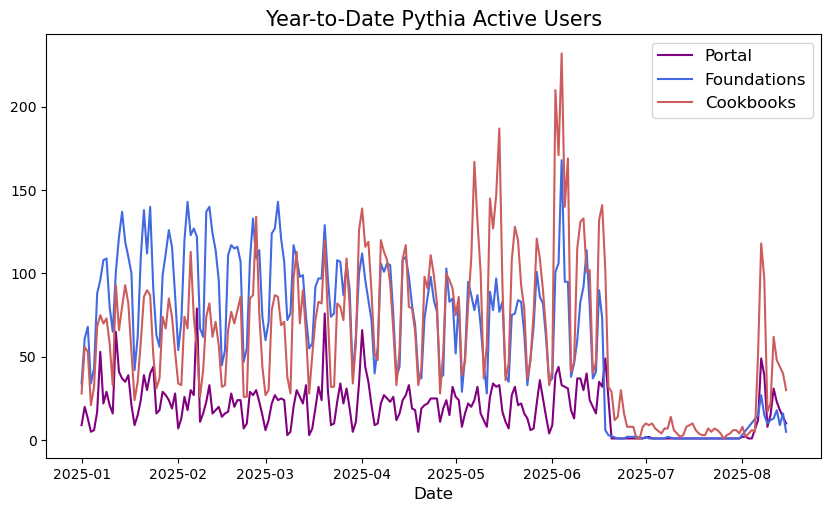 Year-to-Date Pythia Active Users
Portal
Foundations
Cookbooks
200
150
100
50
0
2025-01 2025-02 2025-03 2025-04 2025-05 2025-06 2025-07 2025-08
Date